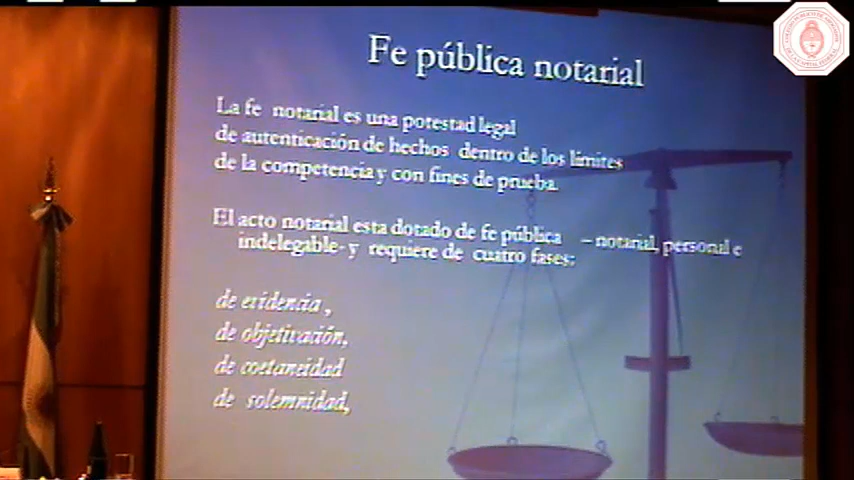 Fe pública notarial
La fe notarial es una potestad legal
de autenticación de hechos dentro de los límites
de la competencia y con fines de prueba.
El acto notarial esta dotado de fe pública – notarial, personal e
indelegable- y requiere de cuatro fases:
de evidencia ,
de objetivación,
de coetaneidad
de solemnidad,